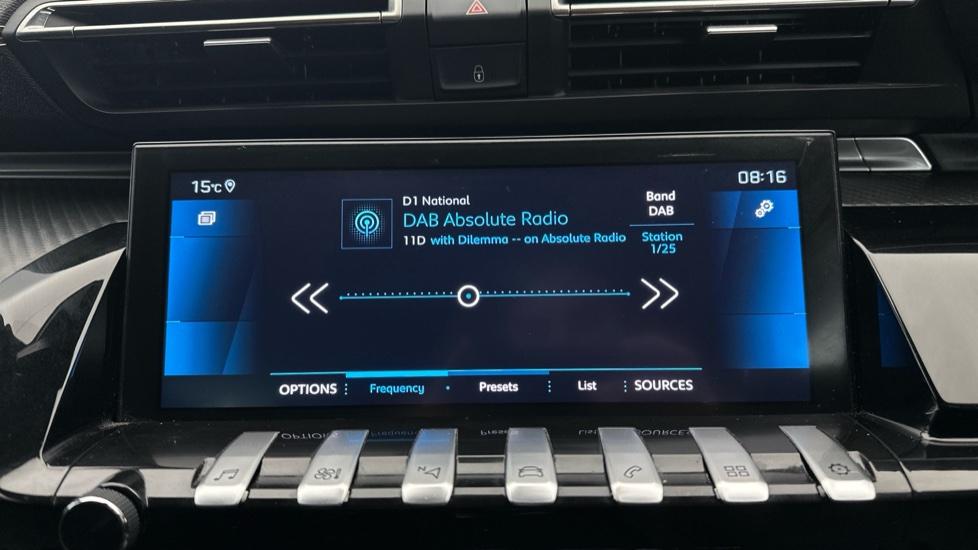 15°C
08:16
D1 National
DAB Absolute Radio
11D with Dilemma -- on Absolute Radio
Band
DAB
Station
1/25
OPTIONS Frequency Presets List SOURCES
N